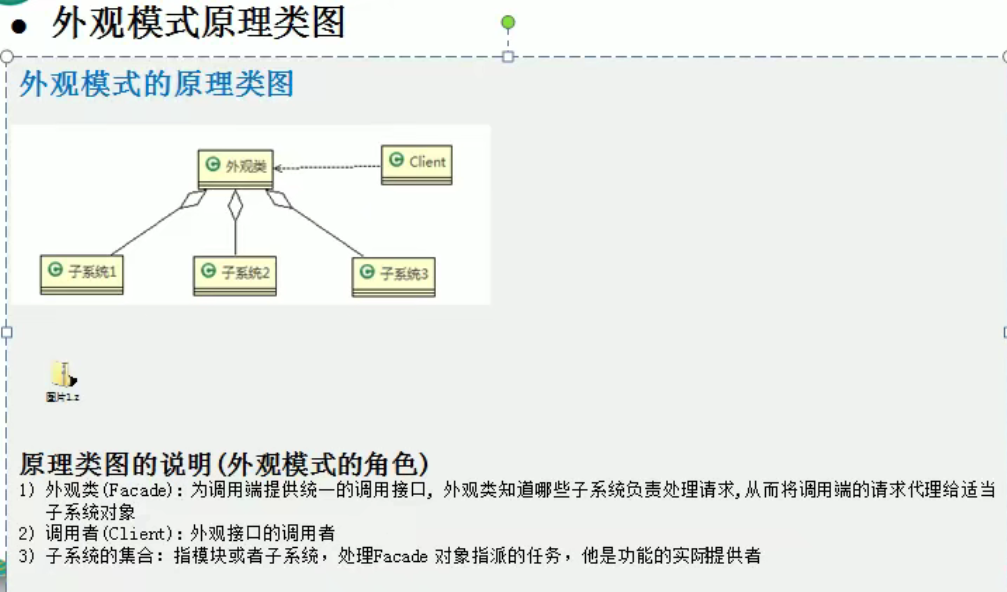 ● 外观模式原理类图
外观模式的原理类图
C 外观类
C Client
C 子系统1
C 子系统2
C 子系统3
图片1.z
原理类图的说明(外观模式的角色)
1) 外观类(Facade): 为调用端提供统一的调用接口, 外观类知道哪些子系统负责处理请求,从而将调用端的请求代理给适当
子系统对象
2) 调用者(Client): 外观接口的调用者
3) 子系统的集合: 指模块或者子系统，处理Facade 对象指派的任务，他是功能的实际提供者